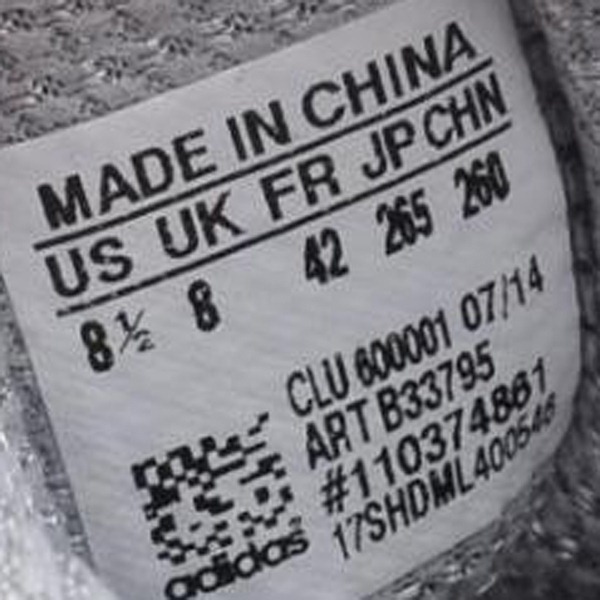 MADE IN CHINA
US UK FR JP CHN
8½ 8 42 265 260
CLU 600001 07/14
ART B33795
#110374861
17SHDML400546
adidas